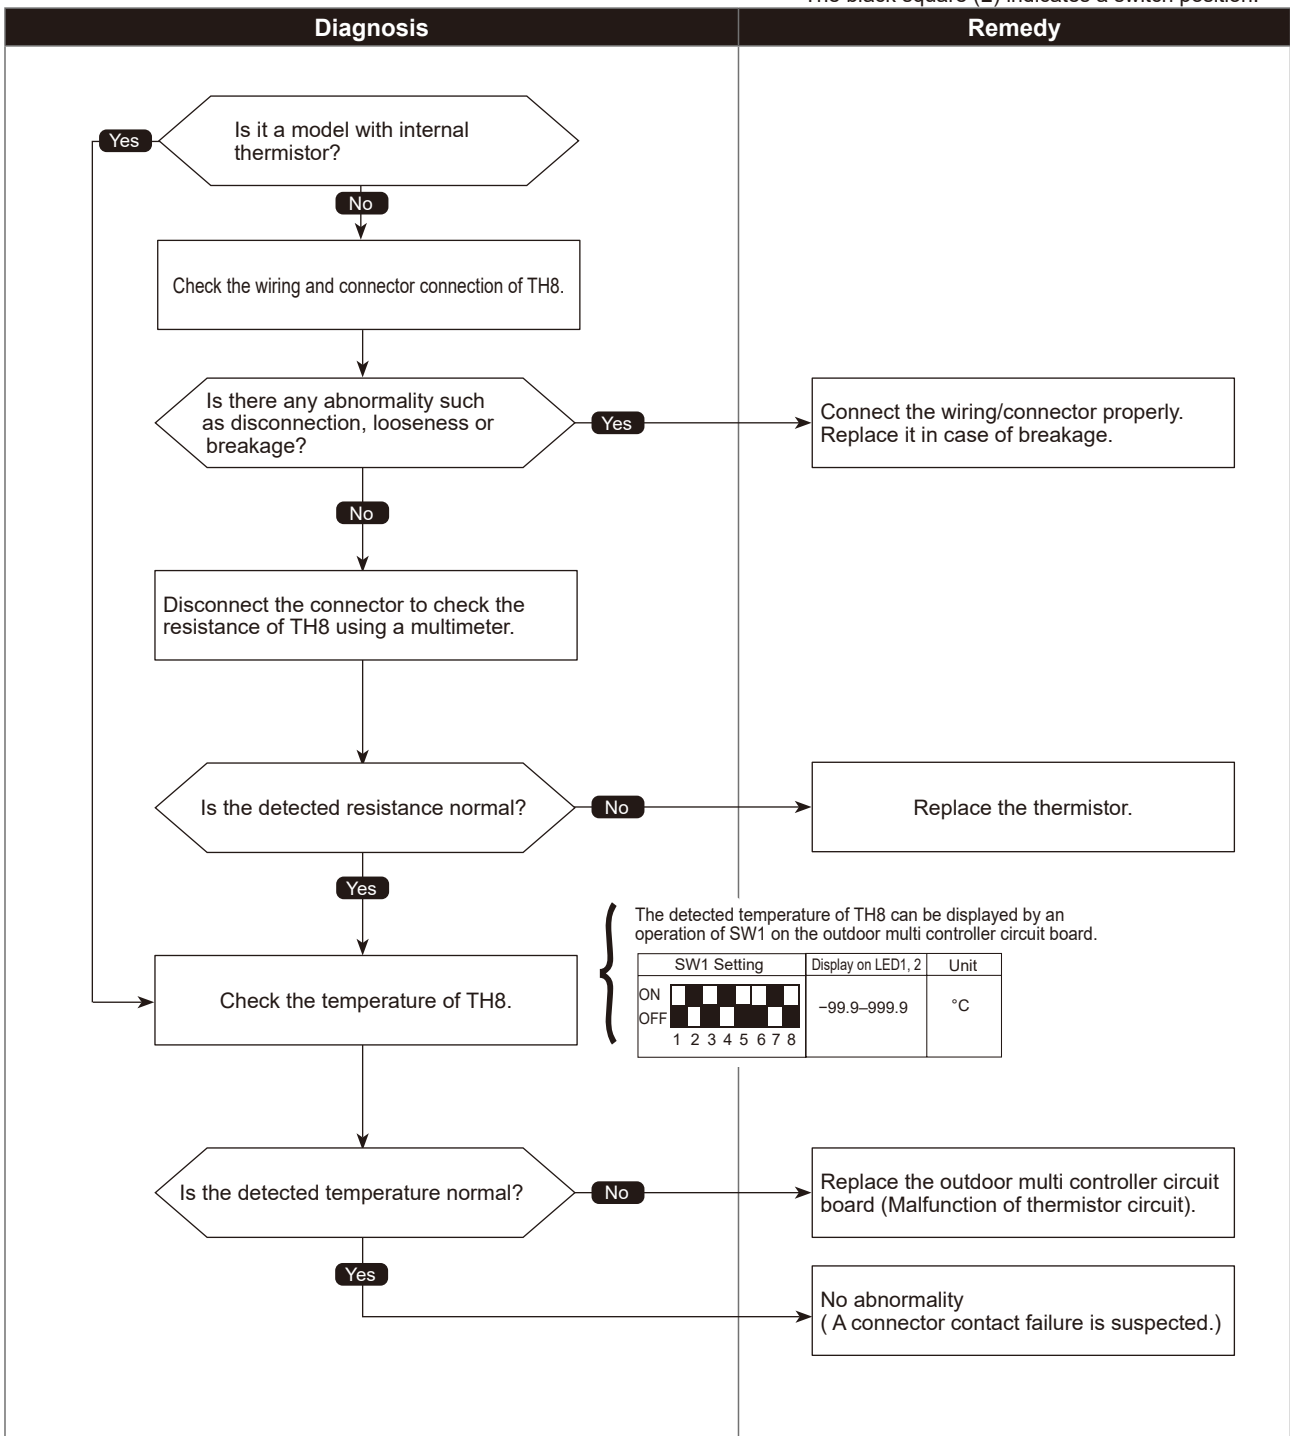 Diagnosis
Remedy
Is it a model with internal
thermistor?
Yes
No
Check the wiring and connector connection of TH8.
Is there any abnormality such
as disconnection, looseness or
breakage?
Yes
Connect the wiring/connector properly.
Replace it in case of breakage.
No
Disconnect the connector to check the
resistance of TH8 using a multimeter.
Is the detected resistance normal?
No
Replace the thermistor.
Yes
The detected temperature of TH8 can be displayed by an
operation of SW1 on the outdoor multi controller circuit board.
SW1 Setting Display on LED1, 2 Unit
ON
OFF
−99.9–999.9 °C
1 2 3 4 5 6 7 8
Check the temperature of TH8.
Is the detected temperature normal?
No
Replace the outdoor multi controller circuit
board (Malfunction of thermistor circuit).
Yes
No abnormality
( A connector contact failure is suspected.)